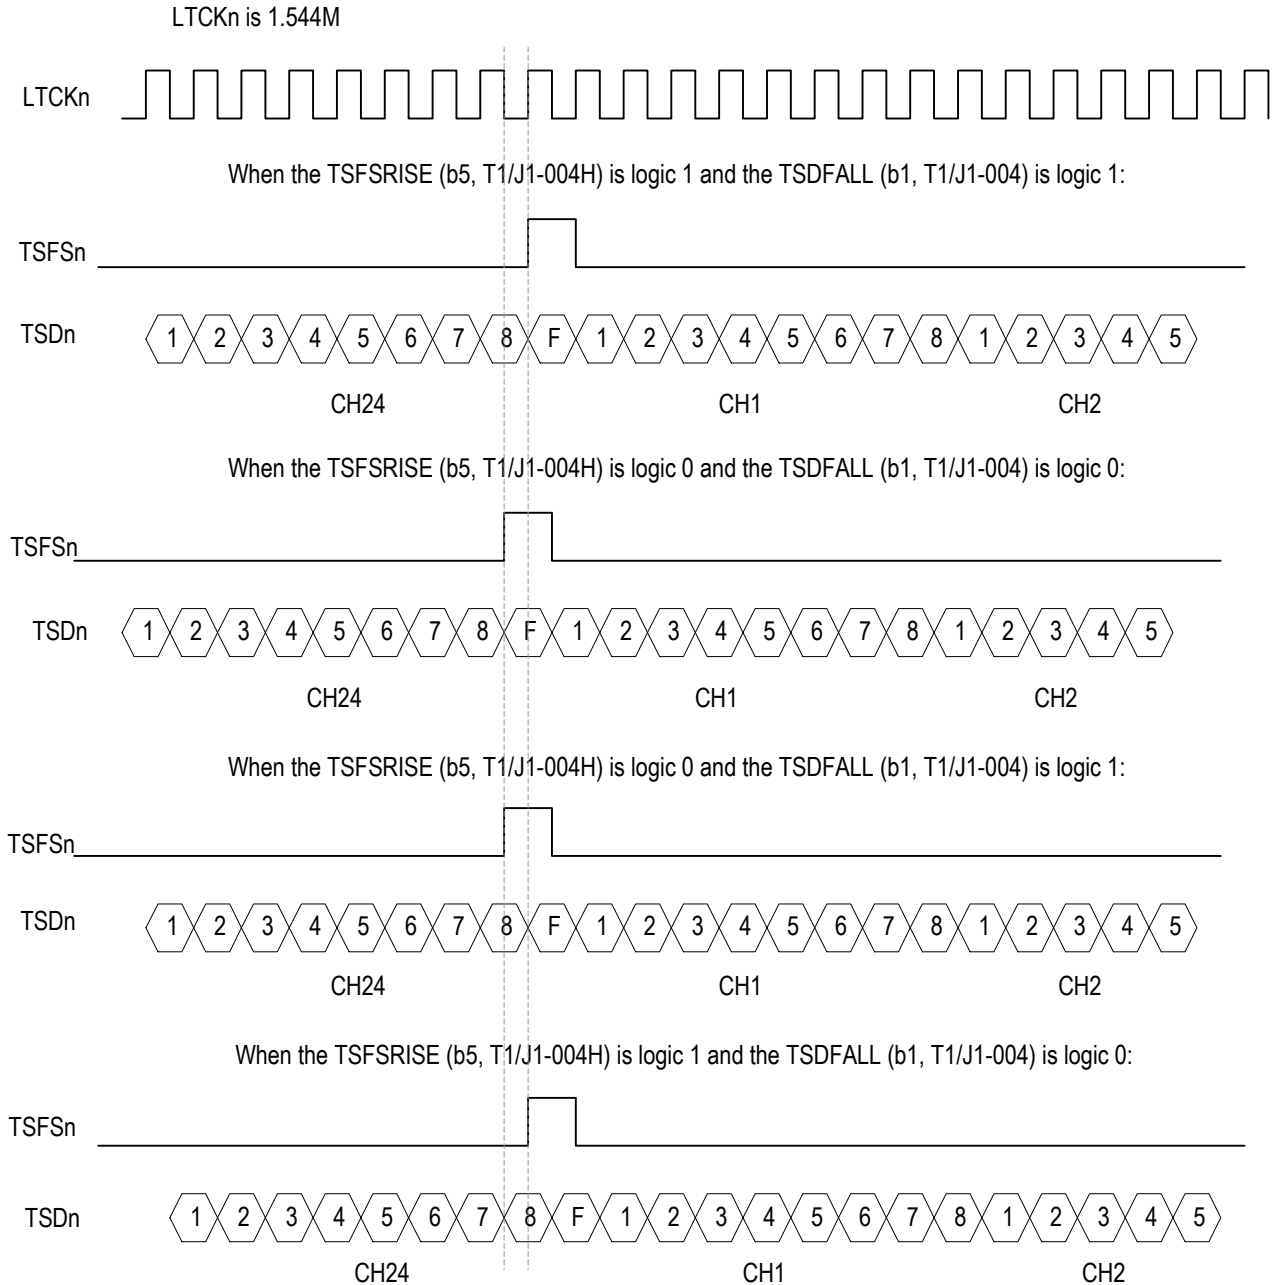 LTCKn is 1.544M
LTCKn
When the TSFSRISE (b5, T1/J1-004H) is logic 1 and the TSDFALL (b1, T1/J1-004) is logic 1:
TSFSn
TSDn 1 2 3 4 5 6 7 8 F 1 2 3 4 5 6 7 8 1 2 3 4 5
CH24 CH1 CH2
When the TSFSRISE (b5, T1/J1-004H) is logic 0 and the TSDFALL (b1, T1/J1-004) is logic 0:
TSFSn
TSDn 1 2 3 4 5 6 7 8 F 1 2 3 4 5 6 7 8 1 2 3 4 5
CH24 CH1 CH2
When the TSFSRISE (b5, T1/J1-004H) is logic 0 and the TSDFALL (b1, T1/J1-004) is logic 1:
TSFSn
TSDn 1 2 3 4 5 6 7 8 F 1 2 3 4 5 6 7 8 1 2 3 4 5
CH24 CH1 CH2
When the TSFSRISE (b5, T1/J1-004H) is logic 1 and the TSDFALL (b1, T1/J1-004) is logic 0:
TSFSn
TSDn 1 2 3 4 5 6 7 8 F 1 2 3 4 5 6 7 8 1 2 3 4 5
CH24 CH1 CH2